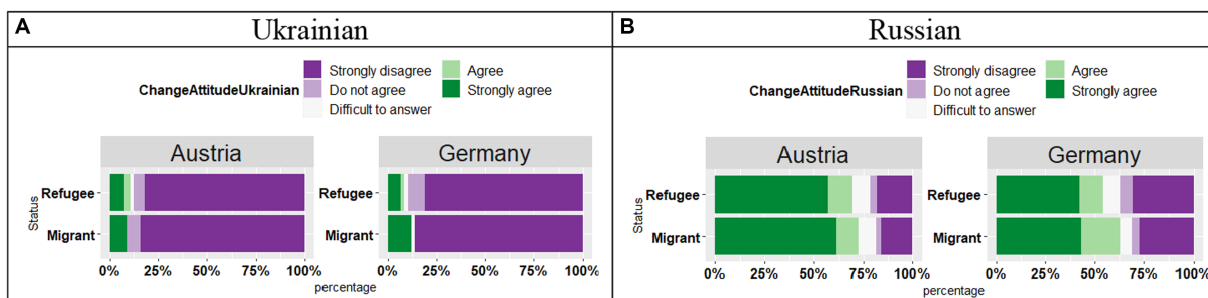 A Ukrainian
ChangeAttitudeUkrainian
Strongly disagree Agree
Do not agree Strongly agree
Difficult to answer
Austria Germany
Status
Refugee
Migrant
0% 25% 50% 75% 100% 0% 25% 50% 75% 100%
percentage
B Russian
ChangeAttitudeRussian
Strongly disagree Agree
Do not agree Strongly agree
Difficult to answer
Austria Germany
Status
Refugee Refugee
Migrant Migrant
0% 25% 50% 75% 100% 0% 25% 50% 75% 100%
percentage